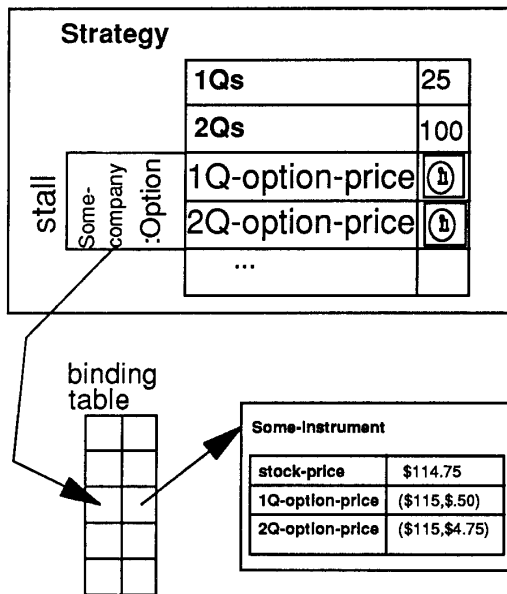 Strategy
1Qs 25
2Qs 100
stall
Some-
company
:Option
1Q-option-price
2Q-option-price
...
binding
table
Some-Instrument
stock-price $114.75
1Q-option-price ($115,$.50)
2Q-option-price ($115,$4.75)